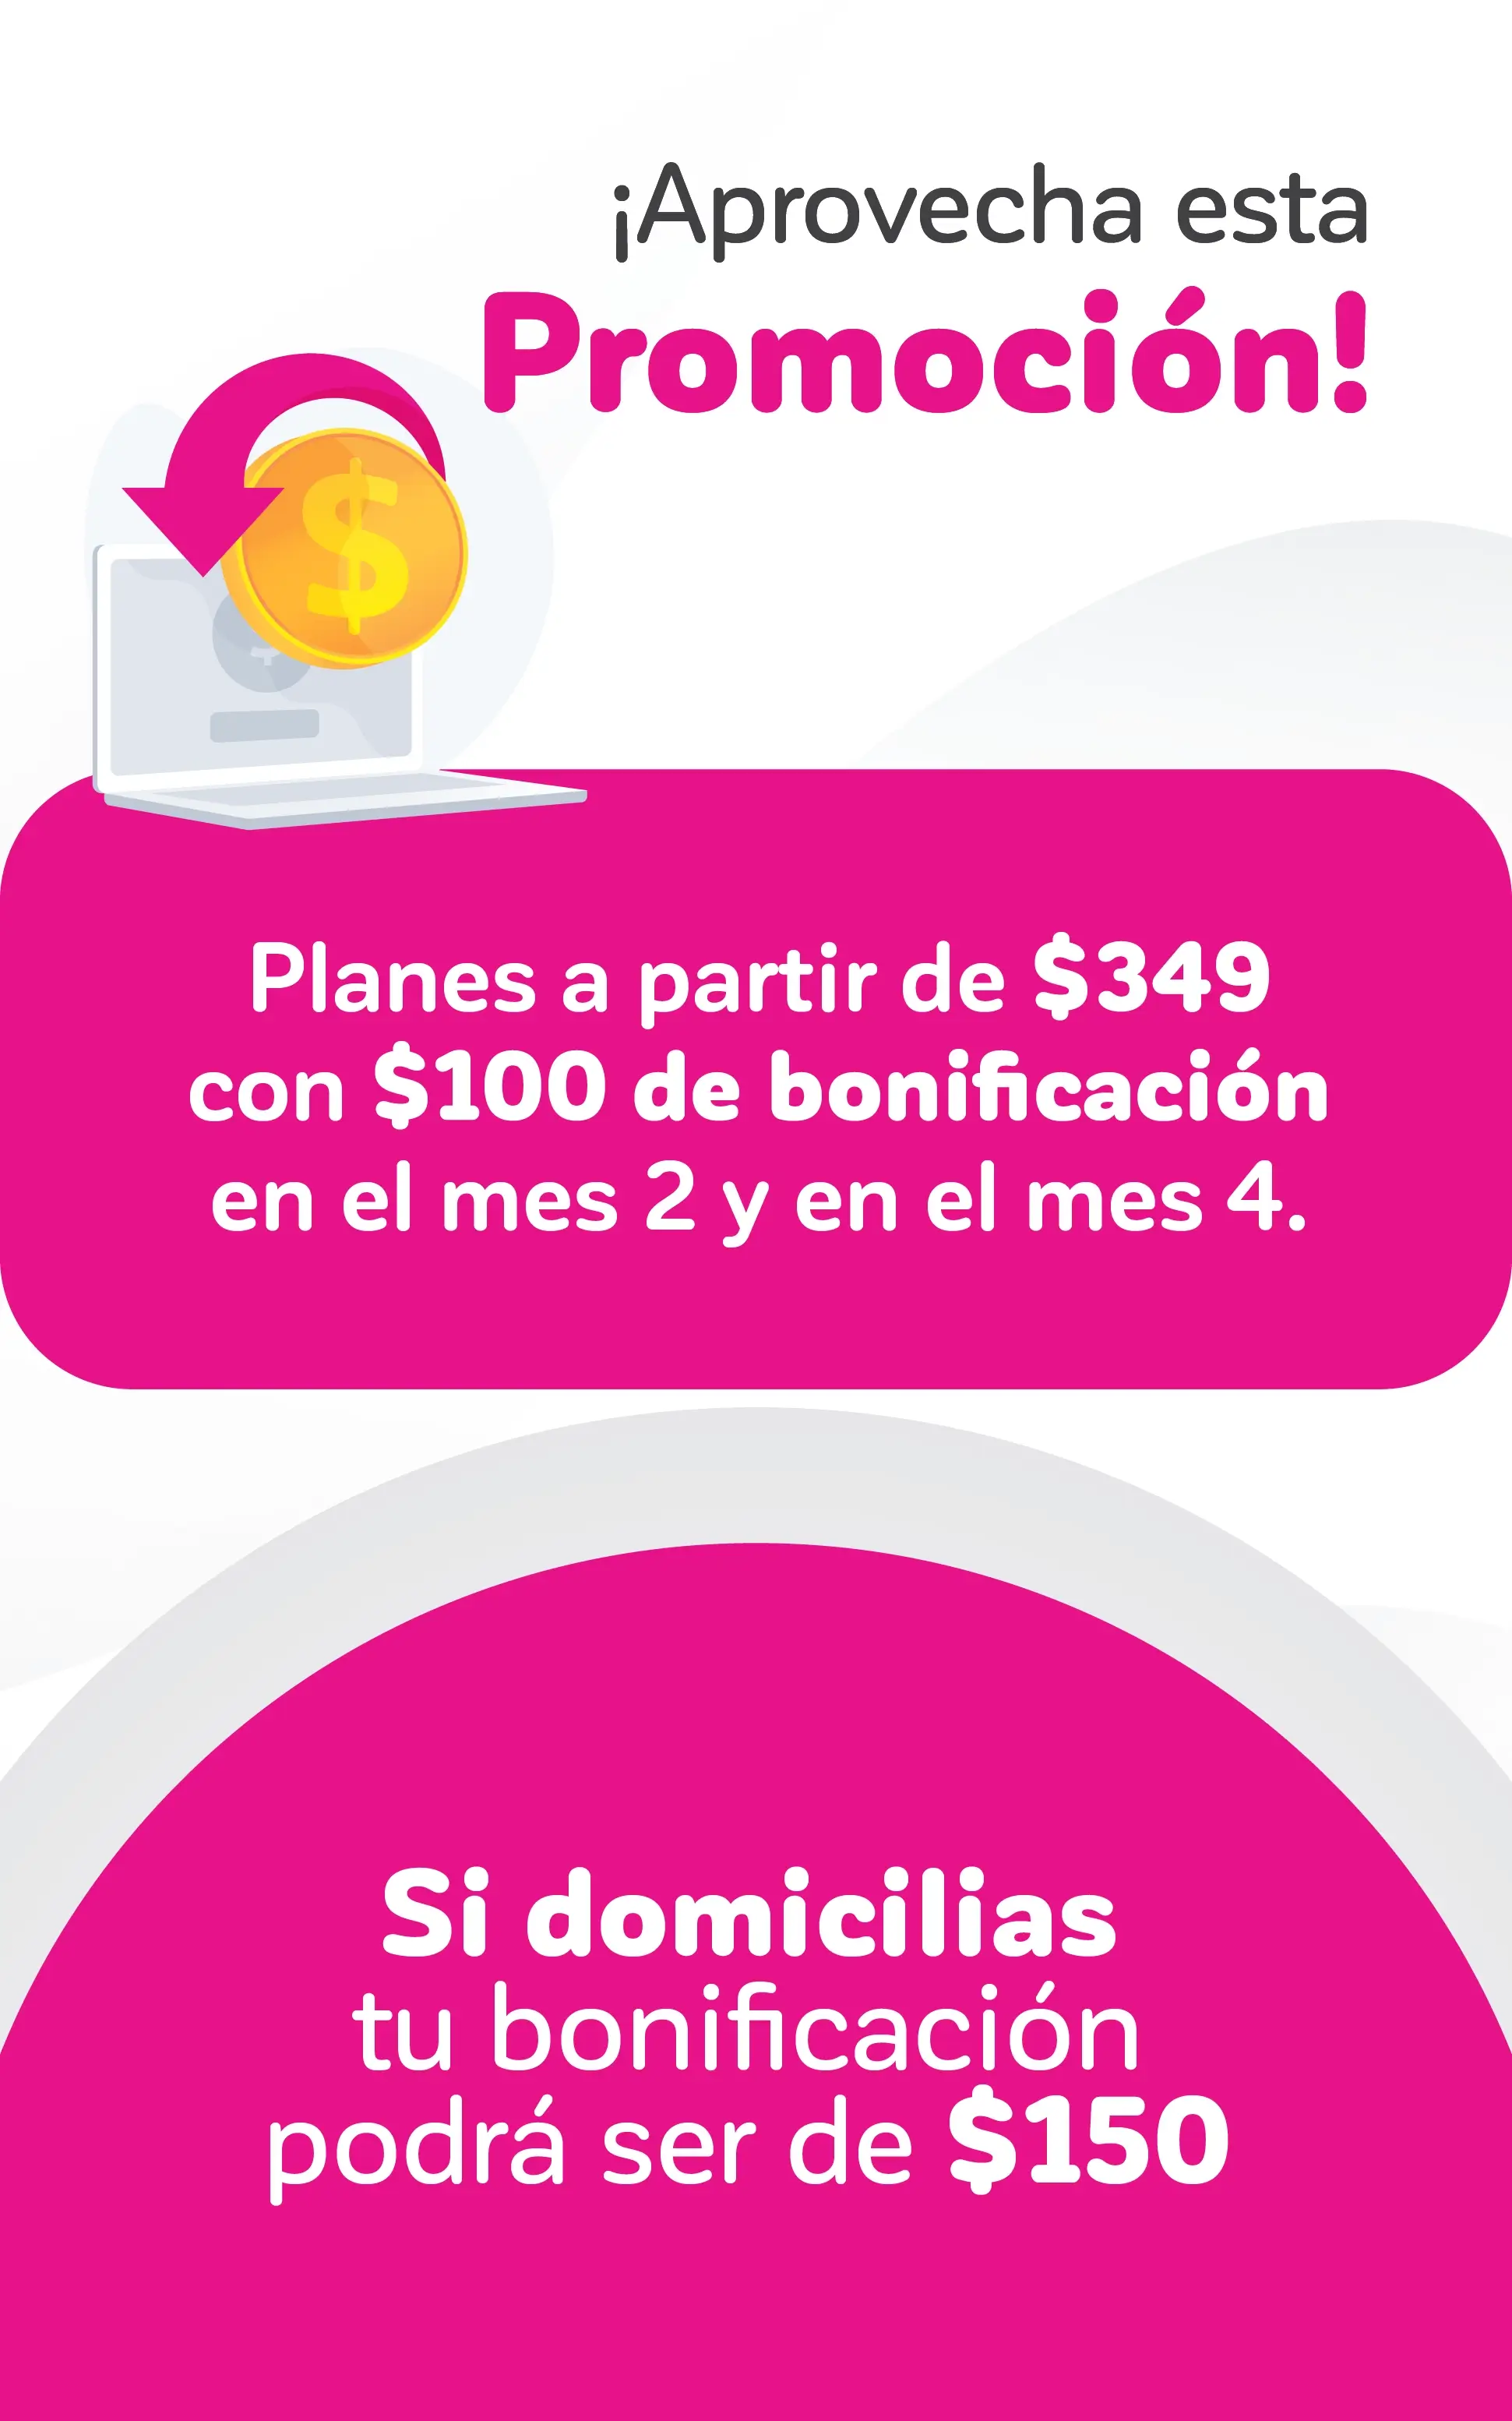 ¡Aprovecha esta
Promoción!
$
Planes a partir de $349
con $100 de bonificación
en el mes 2 y en el mes 4.
Si domicilias
tu bonificación
podrá ser de $150